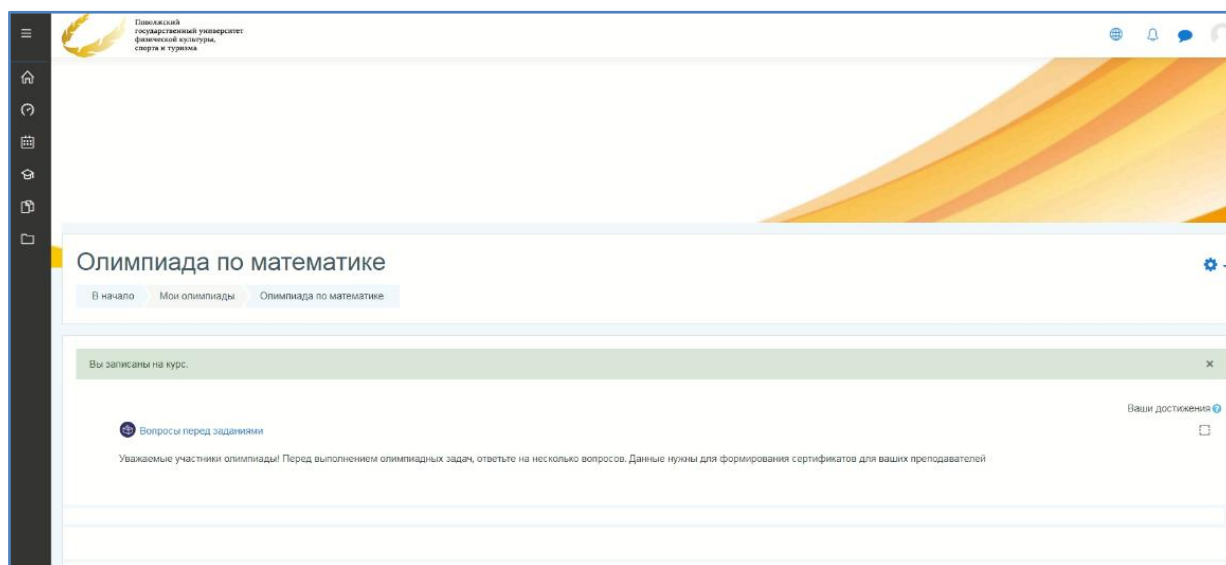 Поволжский
государственный университет
физической культуры,
спорта и туризма
Олимпиада по математике
В начало Мои олимпиады Олимпиада по математике
Вы записаны на курс. ×
Ваши достижения
Вопросы перед заданиями
Уважаемые участники олимпиады! Перед выполнением олимпиадных задач, ответьте на несколько вопросов. Данные нужны для формирования сертификатов для ваших преподавателей